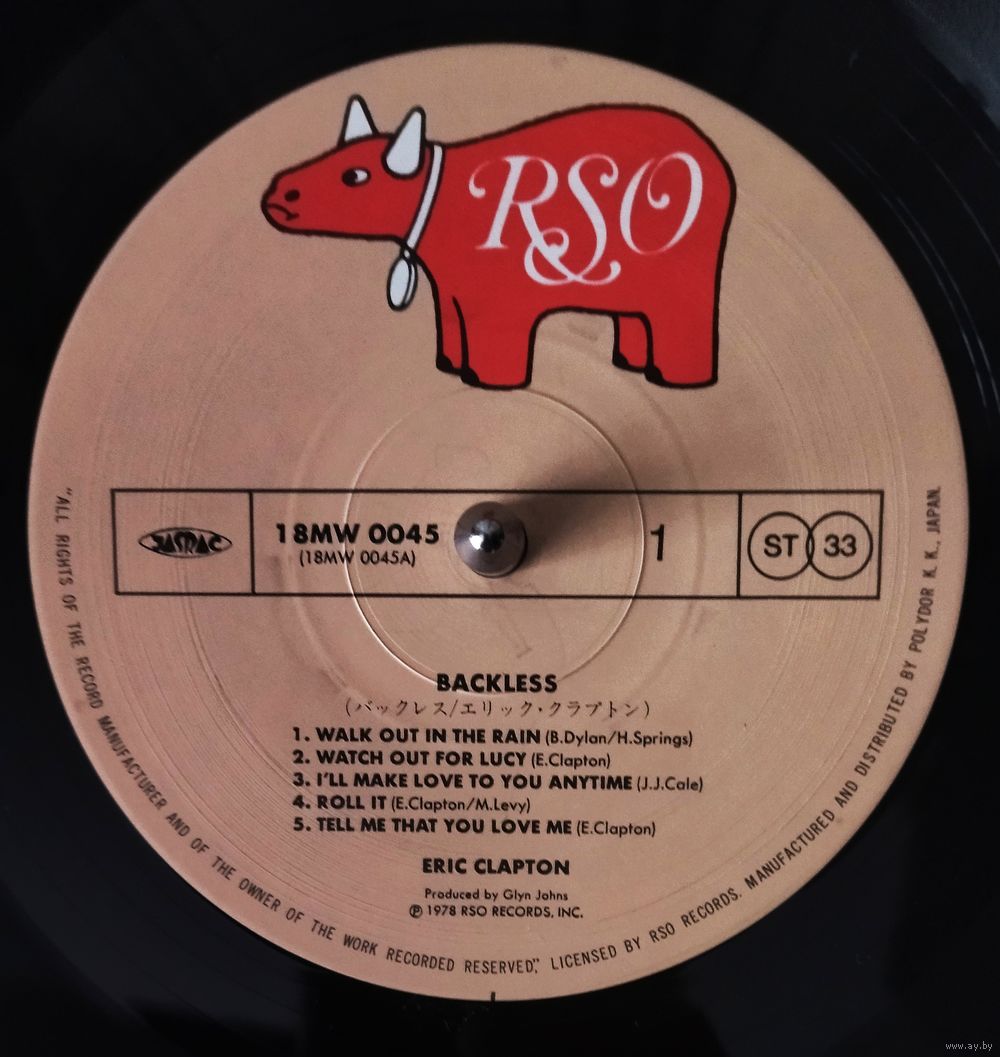 RSO
JASRAC
18MW 0045
(18MW 0045A)
1
ST 33
BACKLESS
(バックレス/エリック・クラプトン)
1. WALK OUT IN THE RAIN (B.Dylan/H.Springs)
2. WATCH OUT FOR LUCY (E.Clapton)
3. I'LL MAKE LOVE TO YOU ANYTIME (J.J.Cale)
4. ROLL IT (E.Clapton/M.Levy)
5. TELL ME THAT YOU LOVE ME (E.Clapton)
ERIC CLAPTON
Produced by Glyn Johns
℗ 1978 RSO RECORDS, INC.
"ALL RIGHTS OF THE RECORD MANUFACTURER AND OF THE OWNER OF THE WORK RECORDED RESERVED," LICENSED BY RSO RECORDS. MANUFACTURED AND DISTRIBUTED BY POLYDOR K. K., JAPAN.
www.ay.by